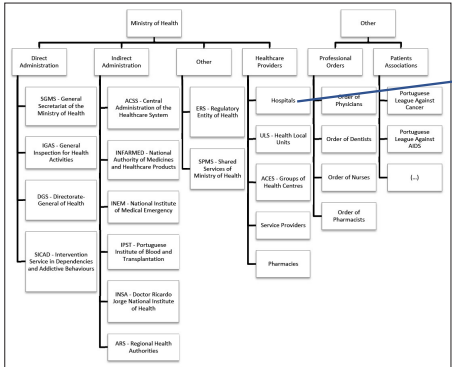 Ministry of Health
Other
Direct
Administration
Indirect
Administration
Other
Healthcare
Providers
Professional
Orders
Patients
Associations
SGMS - General
Secretariat of the
Ministry of Health
IGAS - General
Inspection for Health
Activities
DGS - Directorate-
General of Health
SICAD - Intervention
Service in Dependencies
and Addictive Behaviours
ACSS - Central
Administration of the
Healthcare System
INFARMED - National
Authority of Medicines
and Healthcare Products
INEM - National Institute
of Medical Emergency
IPST - Portuguese
Institute of Blood and
Transplantation
INSA - Doctor Ricardo
Jorge National Institute
of Health
ARS - Regional Health
Authorities
ERS - Regulatory
Entity of Health
SPMS - Shared
Services of
Ministry of Health
Hospitals
ULS - Health Local
Units
ACES - Groups of
Health Centres
Service Providers
Pharmacies
Order of
Physicians
Order of Dentists
Order of Nurses
Order of
Pharmacists
Portuguese
League Against
Cancer
Portuguese
League Against
AIDS
(...)